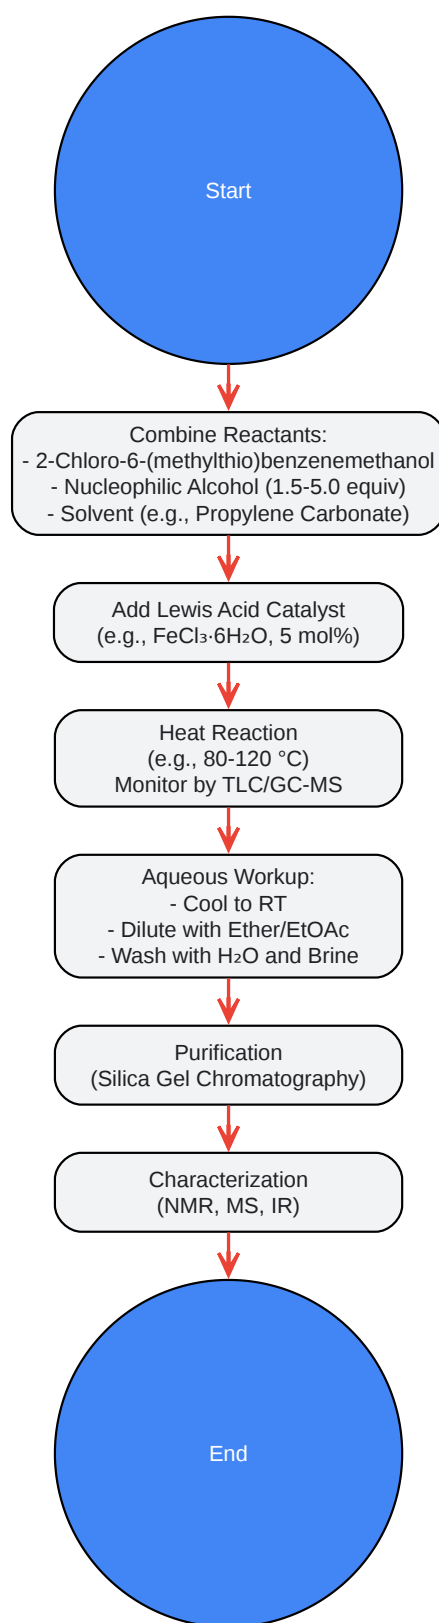 Start
Combine Reactants:
- 2-Chloro-6-(methylthio)benzenemethanol
- Nucleophilic Alcohol (1.5-5.0 equiv)
- Solvent (e.g., Propylene Carbonate)
Add Lewis Acid Catalyst
(e.g., FeCl₃·6H₂O, 5 mol%)
Heat Reaction
(e.g., 80-120 °C)
Monitor by TLC/GC-MS
Aqueous Workup:
- Cool to RT
- Dilute with Ether/EtOAc
- Wash with H₂O and Brine
Purification
(Silica Gel Chromatography)
Characterization
(NMR, MS, IR)
End